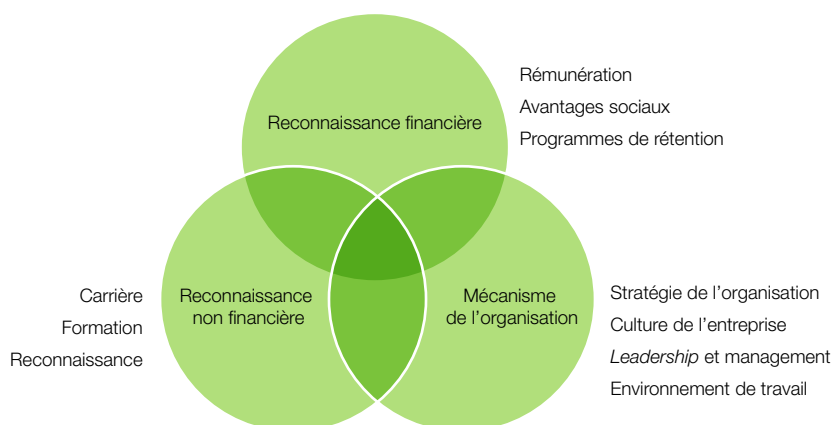 Reconnaissance financière
Rémunération
Avantages sociaux
Programmes de rétention
Carrière
Formation
Reconnaissance
Reconnaissance
non financière
Mécanisme
de l’organisation
Stratégie de l’organisation
Culture de l’entreprise
Leadership et management
Environnement de travail